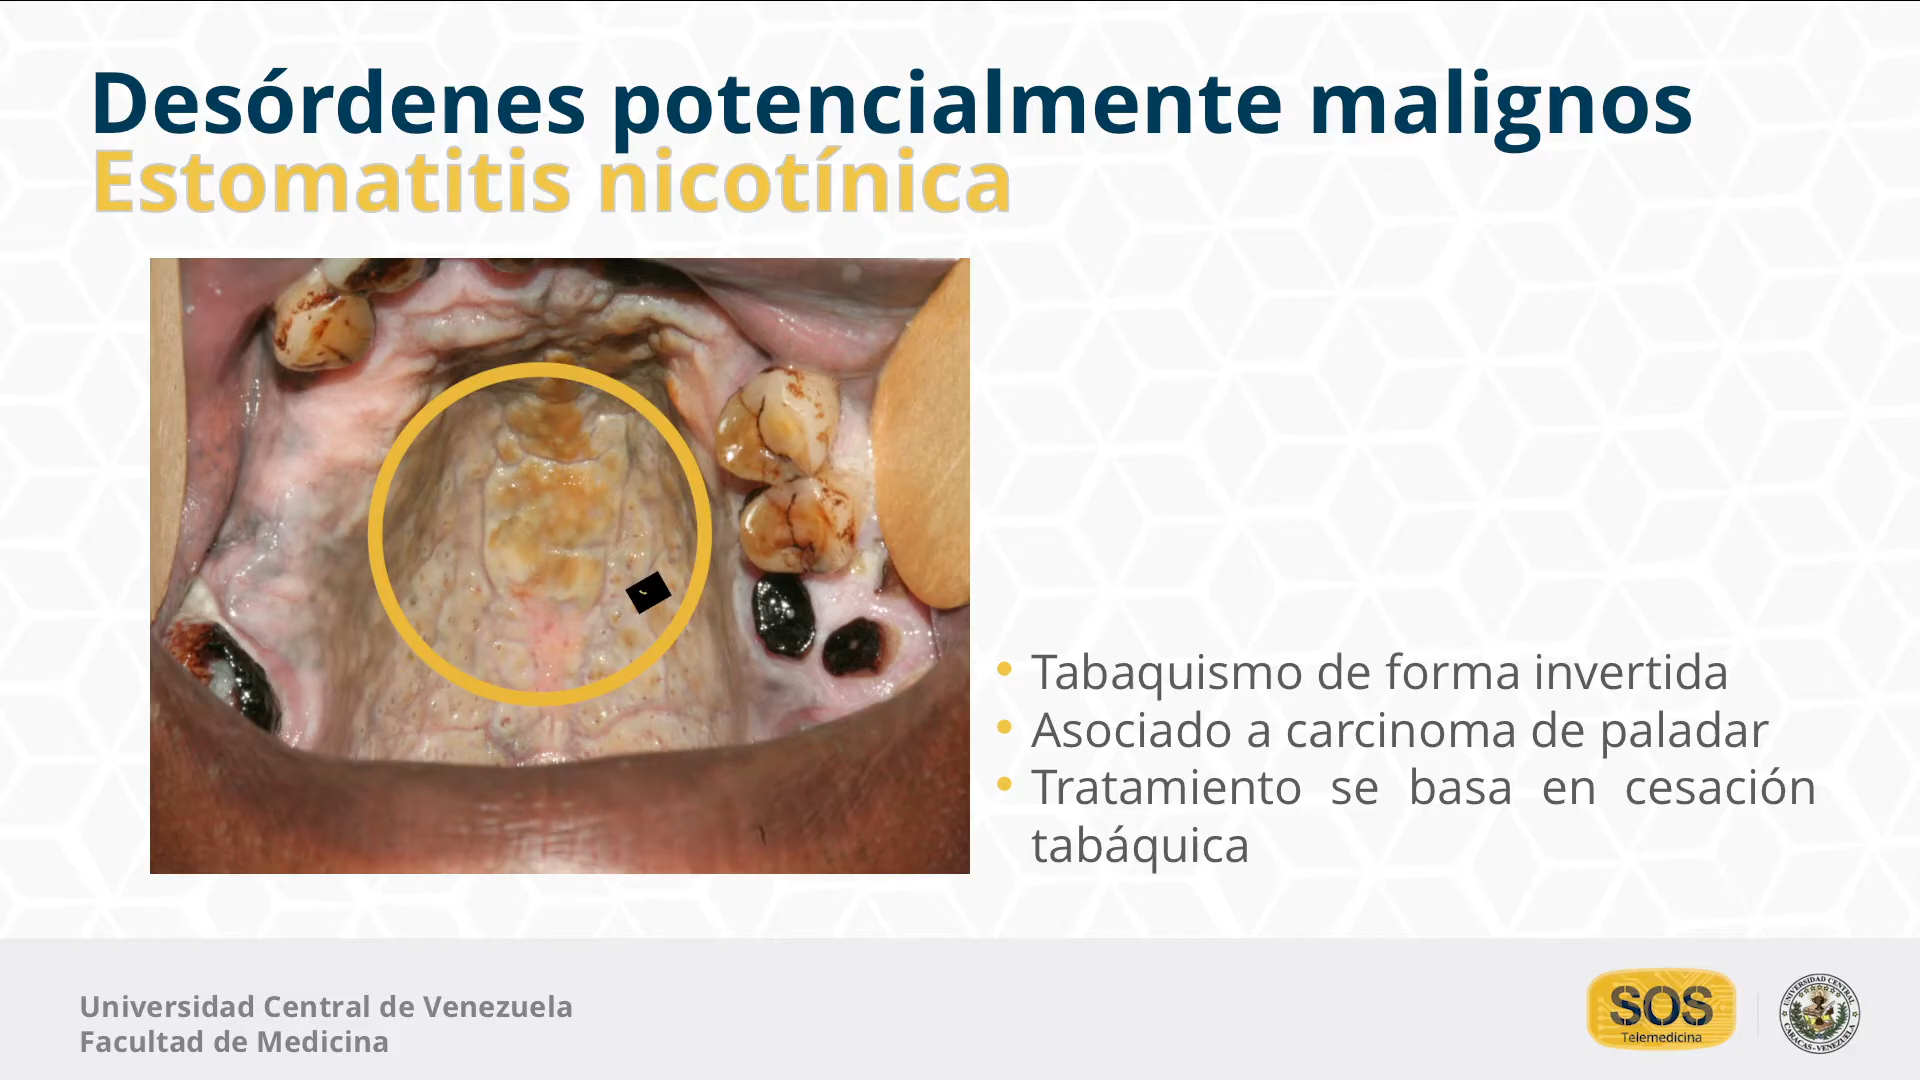 Desórdenes potencialmente malignos
Estomatitis nicotínica
• Tabaquismo de forma invertida
• Asociado a carcinoma de paladar
• Tratamiento se basa en cesación
tabáquica
Universidad Central de Venezuela
Facultad de Medicina
SOS
Telemedicina
UNIVERSIDAD CENTRAL
CARACAS-VENEZUELA